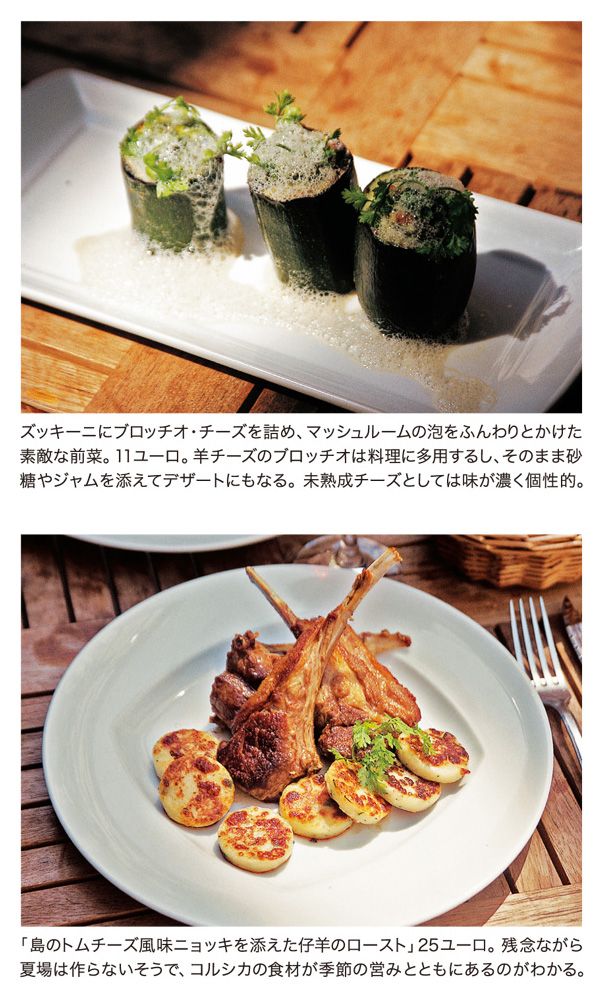 ズッキーニにブロッチオ・チーズを詰め、マッシュルームの泡をふんわりとかけた
素敵な前菜。11ユーロ。羊チーズのブロッチオは料理に多用するし、そのまま砂
糖やジャムを添えてデザートにもなる。未熟成チーズとしては味が濃く個性的。
「島のトムチーズ風味ニョッキを添えた仔羊のロースト」25ユーロ。残念ながら
夏場は作らないそうで、コルシカの食材が季節の営みとともにあるのがわかる。